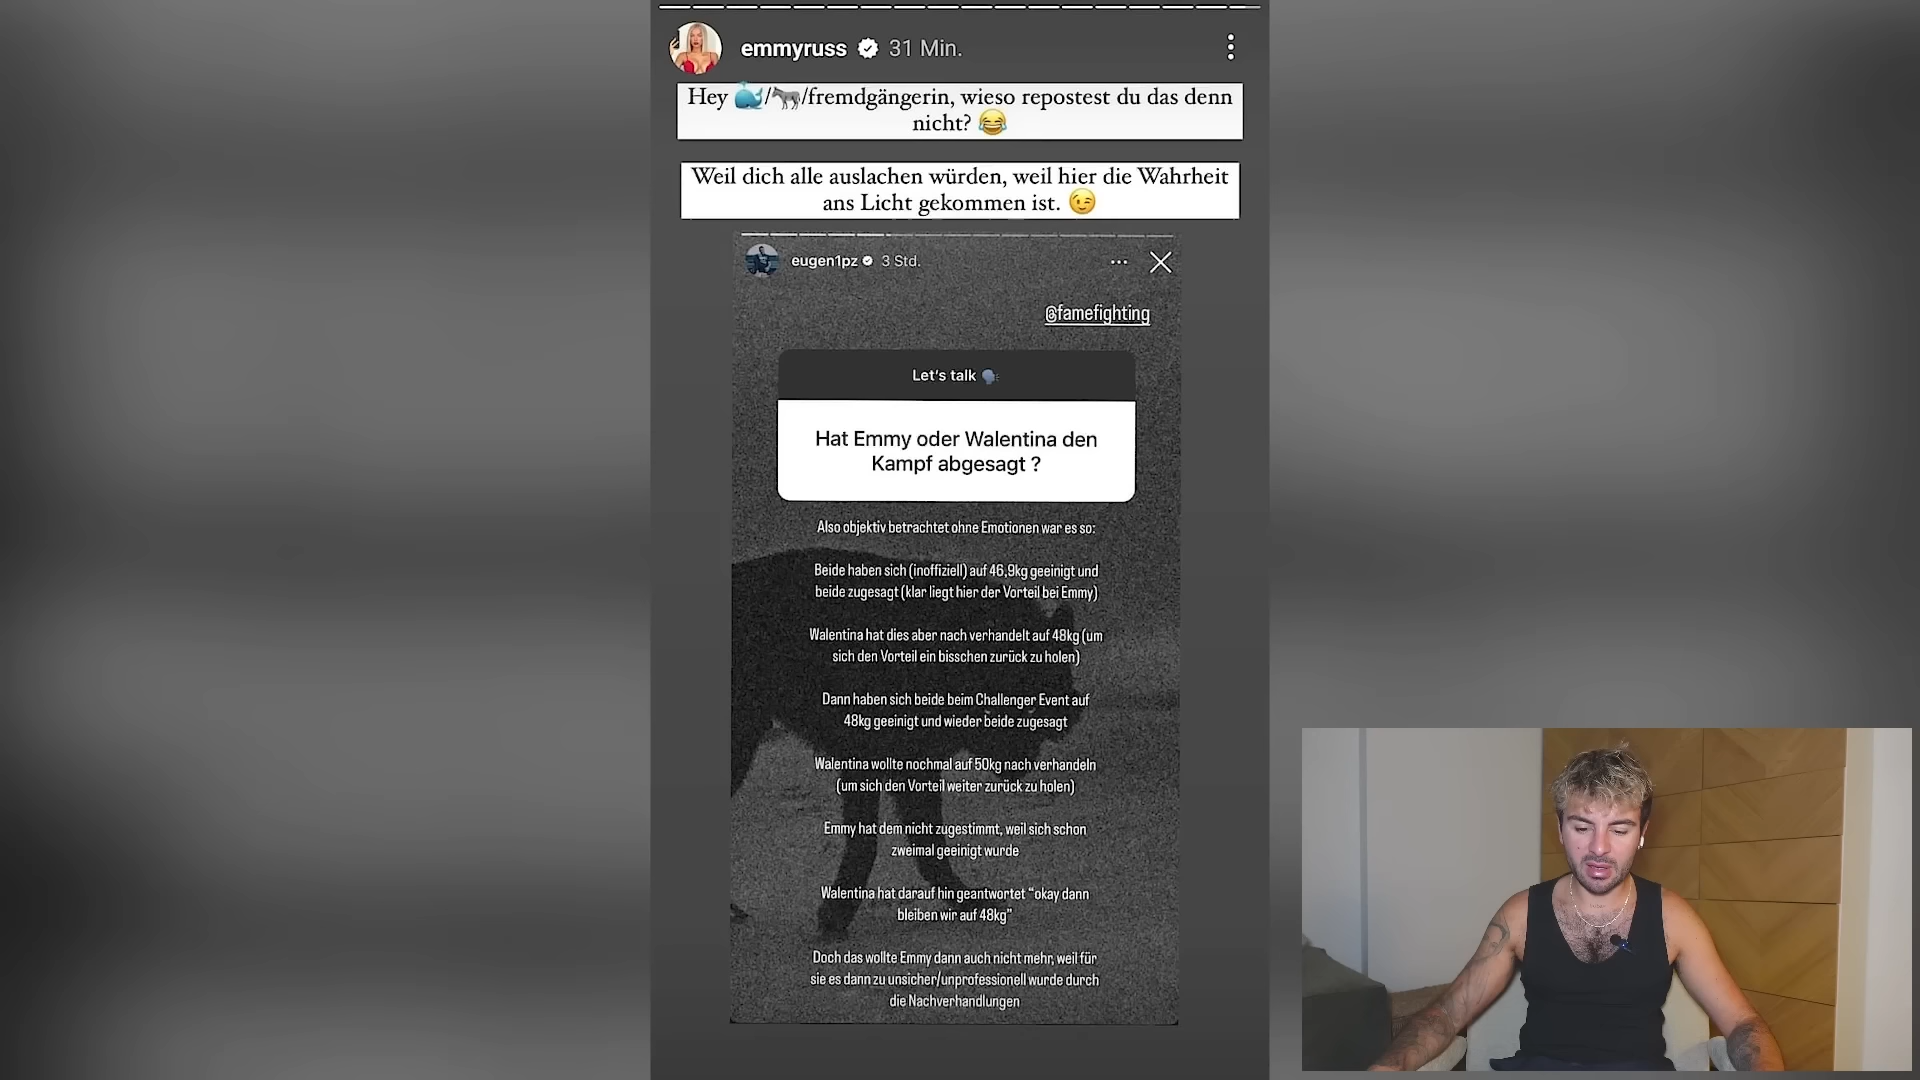 emmyruss 31 Min.
Hey 🐳/🫏/fremdgängerin, wieso repostest du das denn
nicht? 😂
Weil dich alle auslachen würden, weil hier die Wahrheit
ans Licht gekommen ist. 😉
eugen1pz 3 Std.
@famefighting
Let's talk 🗣️
Hat Emmy oder Walentina den
Kampf abgesagt ?
Also objektiv betrachtet ohne Emotionen war es so:
Beide haben sich (inoffiziell) auf 46,9kg geeinigt und
beide zugesagt (klar liegt hier der Vorteil bei Emmy)
Walentina hat dies aber nach verhandelt auf 48kg (um
sich den Vorteil ein bisschen zurück zu holen)
Dann haben sich beide beim Challenger Event auf
48kg geeinigt und wieder beide zugesagt
Walentina wollte nochmal auf 50kg nach verhandeln
(um sich den Vorteil weiter zurück zu holen)
Emmy hat dem nicht zugestimmt, weil sich schon
zweimal geeinigt wurde
Walentina hat darauf hin geantwortet “okay dann
bleiben wir auf 48kg”
Doch das wollte Emmy dann auch nicht mehr, weil für
sie es dann zu unsicher/unprofessionell wurde durch
die Nachverhandlungen